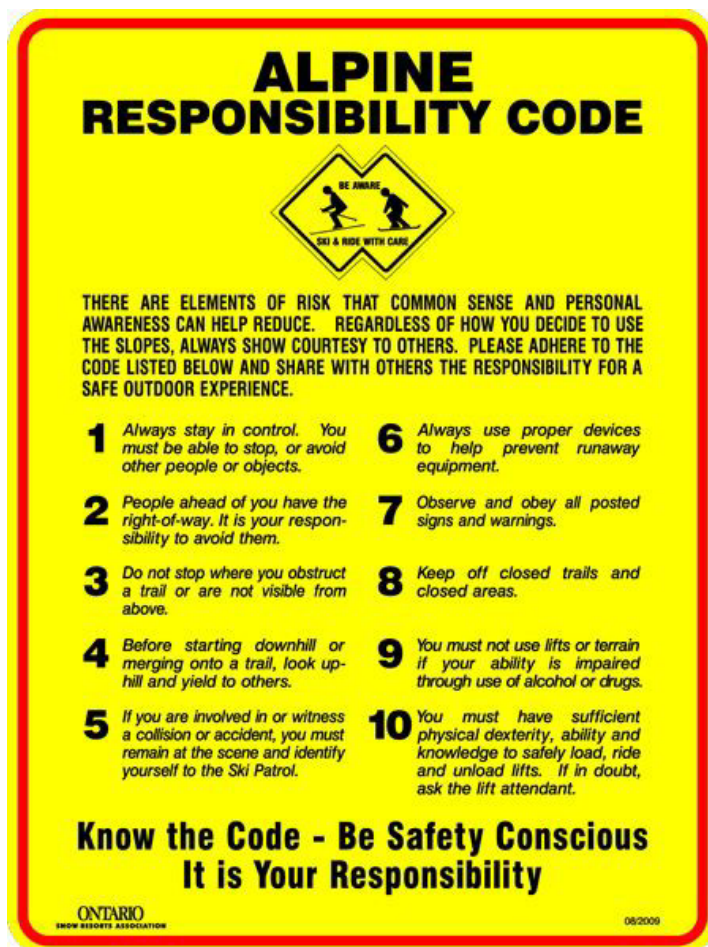 ALPINE
RESPONSIBILITY CODE
BE AWARE
SKI & RIDE WITH CARE
THERE ARE ELEMENTS OF RISK THAT COMMON SENSE AND PERSONAL
AWARENESS CAN HELP REDUCE. REGARDLESS OF HOW YOU DECIDE TO USE
THE SLOPES, ALWAYS SHOW COURTESY TO OTHERS. PLEASE ADHERE TO THE
CODE LISTED BELOW AND SHARE WITH OTHERS THE RESPONSIBILITY FOR A
SAFE OUTDOOR EXPERIENCE.
1 Always stay in control. You
must be able to stop, or avoid
other people or objects.
2 People ahead of you have the
right-of-way. It is your respon-
sibility to avoid them.
3 Do not stop where you obstruct
a trail or are not visible from
above.
4 Before starting downhill or
merging onto a trail, look up-
hill and yield to others.
5 If you are involved in or witness
a collision or accident, you must
remain at the scene and identify
yourself to the Ski Patrol.
6 Always use proper devices
to help prevent runaway
equipment.
7 Observe and obey all posted
signs and warnings.
8 Keep off closed trails and
closed areas.
9 You must not use lifts or terrain
if your ability is impaired
through use of alcohol or drugs.
10 You must have sufficient
physical dexterity, ability and
knowledge to safely load, ride
and unload lifts. If in doubt,
ask the lift attendant.
Know the Code - Be Safety Conscious
It is Your Responsibility
ONTARIO
SNOW RESORTS ASSOCIATION
08/2009